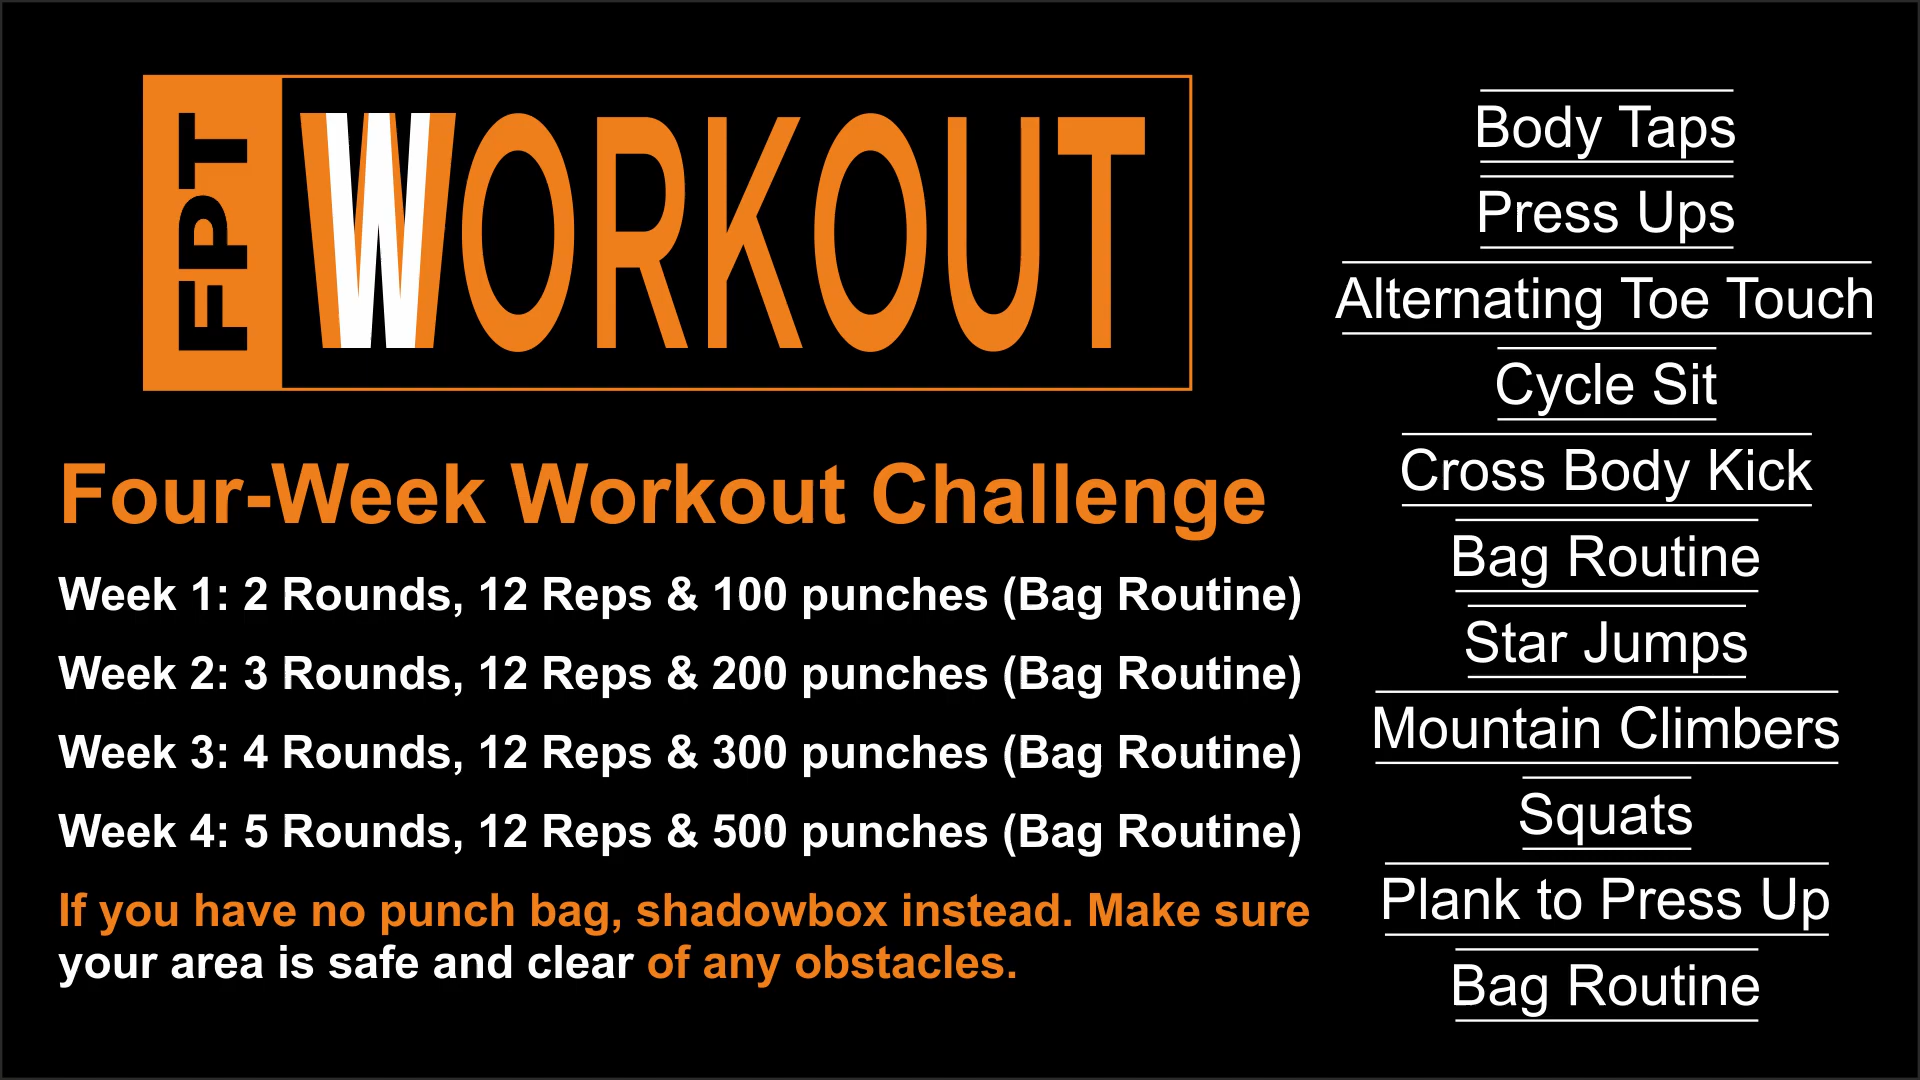 FPT
WORKOUT
Four-Week Workout Challenge
Week 1: 2 Rounds, 12 Reps & 100 punches (Bag Routine)
Week 2: 3 Rounds, 12 Reps & 200 punches (Bag Routine)
Week 3: 4 Rounds, 12 Reps & 300 punches (Bag Routine)
Week 4: 5 Rounds, 12 Reps & 500 punches (Bag Routine)
If you have no punch bag, shadowbox instead. Make sure
your area is safe and clear of any obstacles.
Body Taps
Press Ups
Alternating Toe Touch
Cycle Sit
Cross Body Kick
Bag Routine
Star Jumps
Mountain Climbers
Squats
Plank to Press Up
Bag Routine